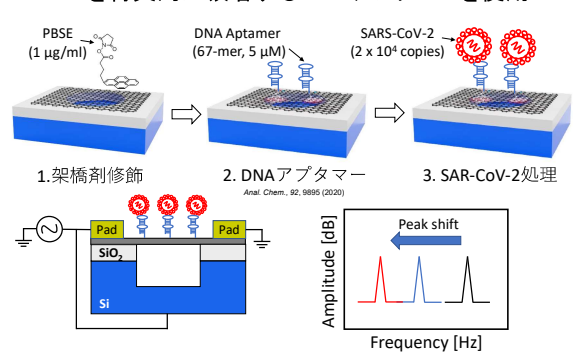 PBSE
(1 µg/ml)
DNA Aptamer
(67-mer, 5 µM)
SARS-CoV-2
(2 x 10⁴ copies)
1.架橋剤修飾
2. DNAアプタマー
3. SAR-CoV-2処理
Anal. Chem., 92, 9895 (2020)
Pad
Pad
SiO₂
Si
Peak shift
Amplitude [dB]
Frequency [Hz]